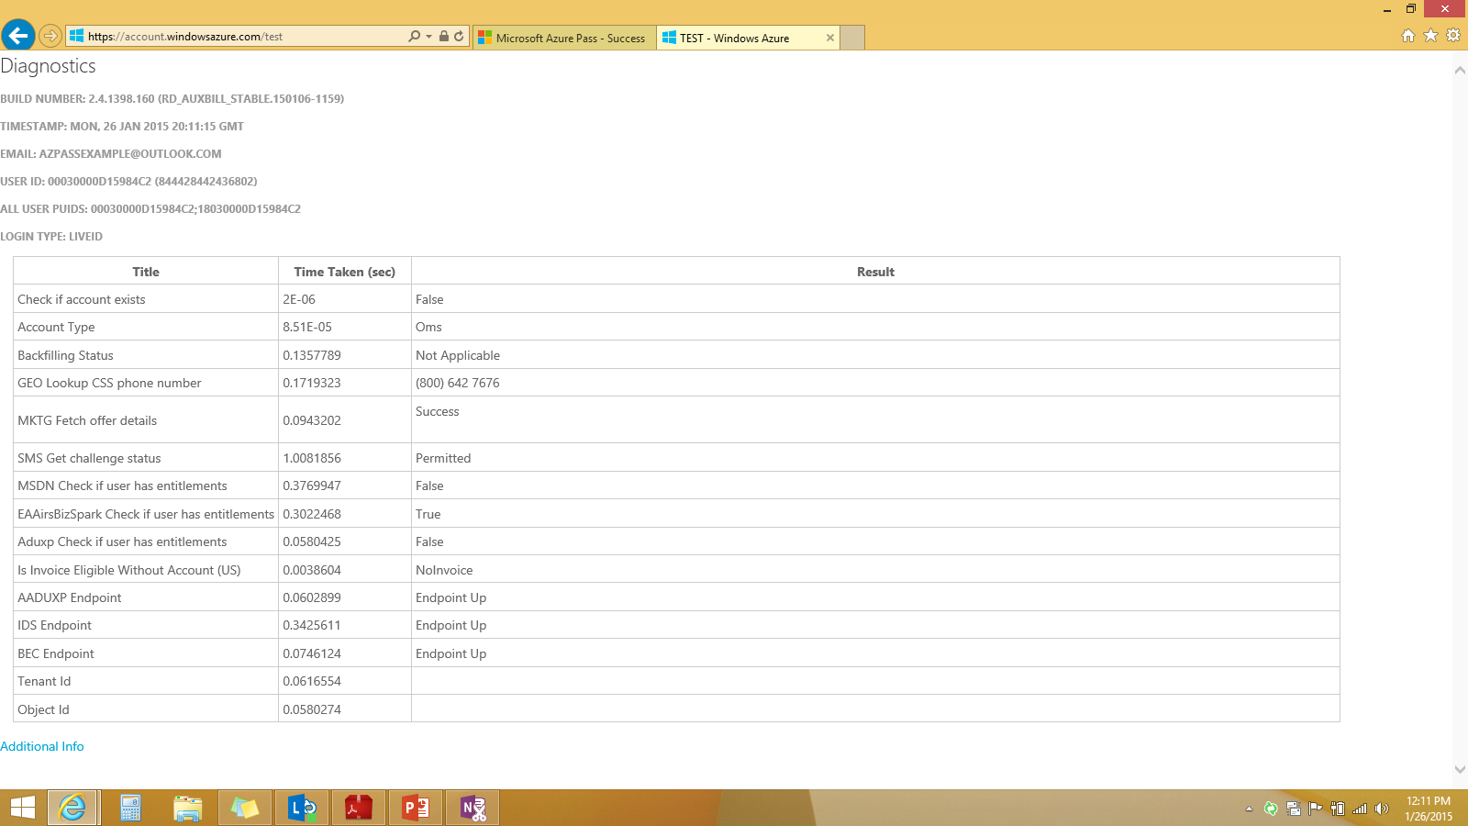 https://account.windowsazure.com/test
Microsoft Azure Pass - Success
TEST - Windows Azure
Diagnostics
BUILD NUMBER: 2.4.1398.160 (RD_AUXBILL_STABLE.150106-1159)
TIMESTAMP: MON, 26 JAN 2015 20:11:15 GMT
EMAIL: AZPASSEXAMPLE@OUTLOOK.COM
USER ID: 00030000D15984C2 (844428442436802)
ALL USER PUIDS: 00030000D15984C2;18030000D15984C2
LOGIN TYPE: LIVEID
Title Time Taken (sec) Result
Check if account exists 2E-06 False
Account Type 8.51E-05 Oms
Backfilling Status 0.1357789 Not Applicable
GEO Lookup CSS phone number 0.1719323 (800) 642 7676
MKTG Fetch offer details 0.0943202 Success
SMS Get challenge status 1.0081856 Permitted
MSDN Check if user has entitlements 0.3769947 False
EAAirsBizSpark Check if user has entitlements 0.3022468 True
Aduxp Check if user has entitlements 0.0580425 False
Is Invoice Eligible Without Account (US) 0.0038604 NoInvoice
AADUXP Endpoint 0.0602899 Endpoint Up
IDS Endpoint 0.3425611 Endpoint Up
BEC Endpoint 0.0746124 Endpoint Up
Tenant Id 0.0616554
Object Id 0.0580274
Additional Info
12:11 PM
1/26/2015